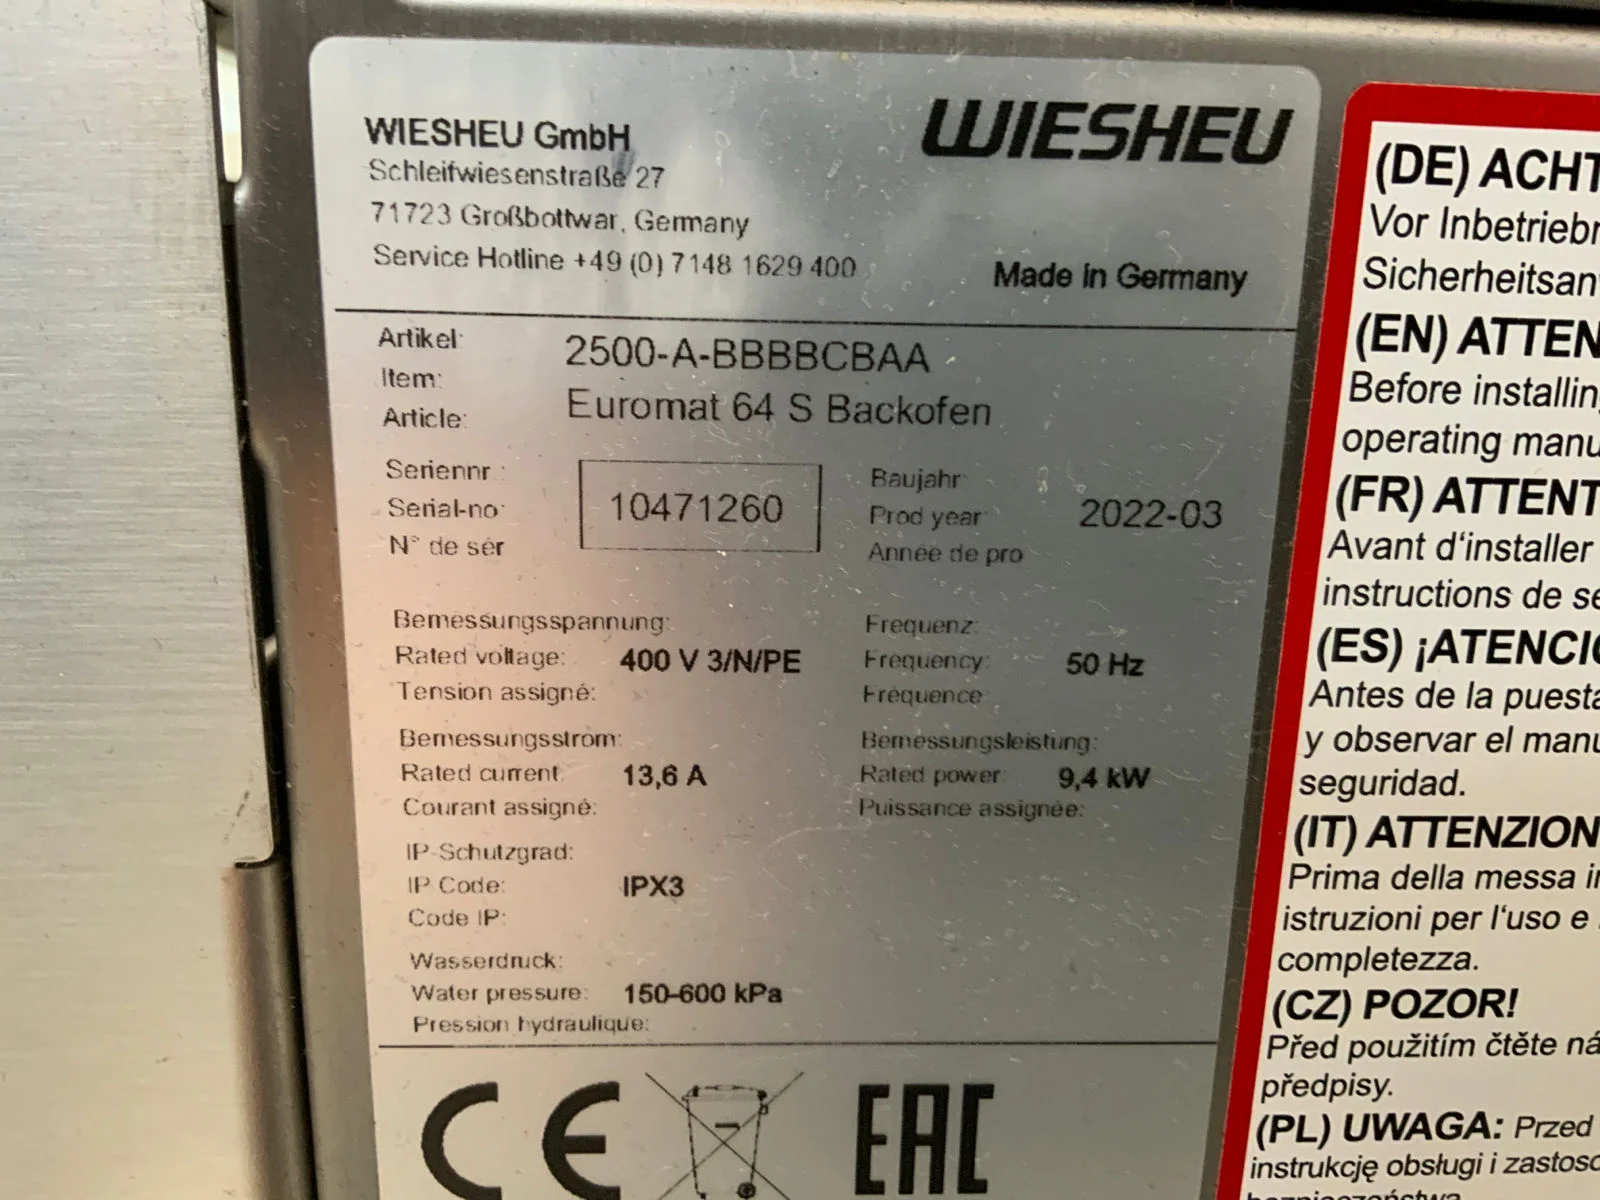 WIESHEU GmbH
Schleifwiesenstraße 27
71723 Großbottwar, Germany
Service Hotline +49 (0) 7148 1629 400
WIESHEU
Made in Germany
Artikel:
Item:
Article:
2500-A-BBBBCBAA
Euromat 64 S Backofen
Seriennr.:
Serial-no:
N° de sér
10471260
Baujahr
Prod year
Année de pro
2022-03
Bemessungsspannung:
Rated voltage: 400 V 3/N/PE
Tension assigné:
Frequenz:
Frequency: 50 Hz
Fréquence
Bemessungsstrom:
Rated current: 13,6 A
Courant assigné:
Bemessungsleistung:
Rated power 9,4 kW
Puissance assignée:
IP-Schutzgrad:
IP Code: IPX3
Code IP:
Wasserdruck:
Water pressure: 150-600 kPa
Pression hydraulique:
CE
EAC
(DE) ACHT
Vor Inbetriebn
Sicherheitsanw
(EN) ATTEN
Before installing
operating manu
(FR) ATTENT
Avant d‘installer
instructions de sé
(ES) ¡ATENCIÓ
Antes de la puesta
y observar el manu
seguridad.
(IT) ATTENZION
Prima della messa in
istruzioni per l‘uso e
completezza.
(CZ) POZOR!
Před použitím čtěte ná
předpisy.
(PL) UWAGA: Przed
instrukcję obsługi i zastoso